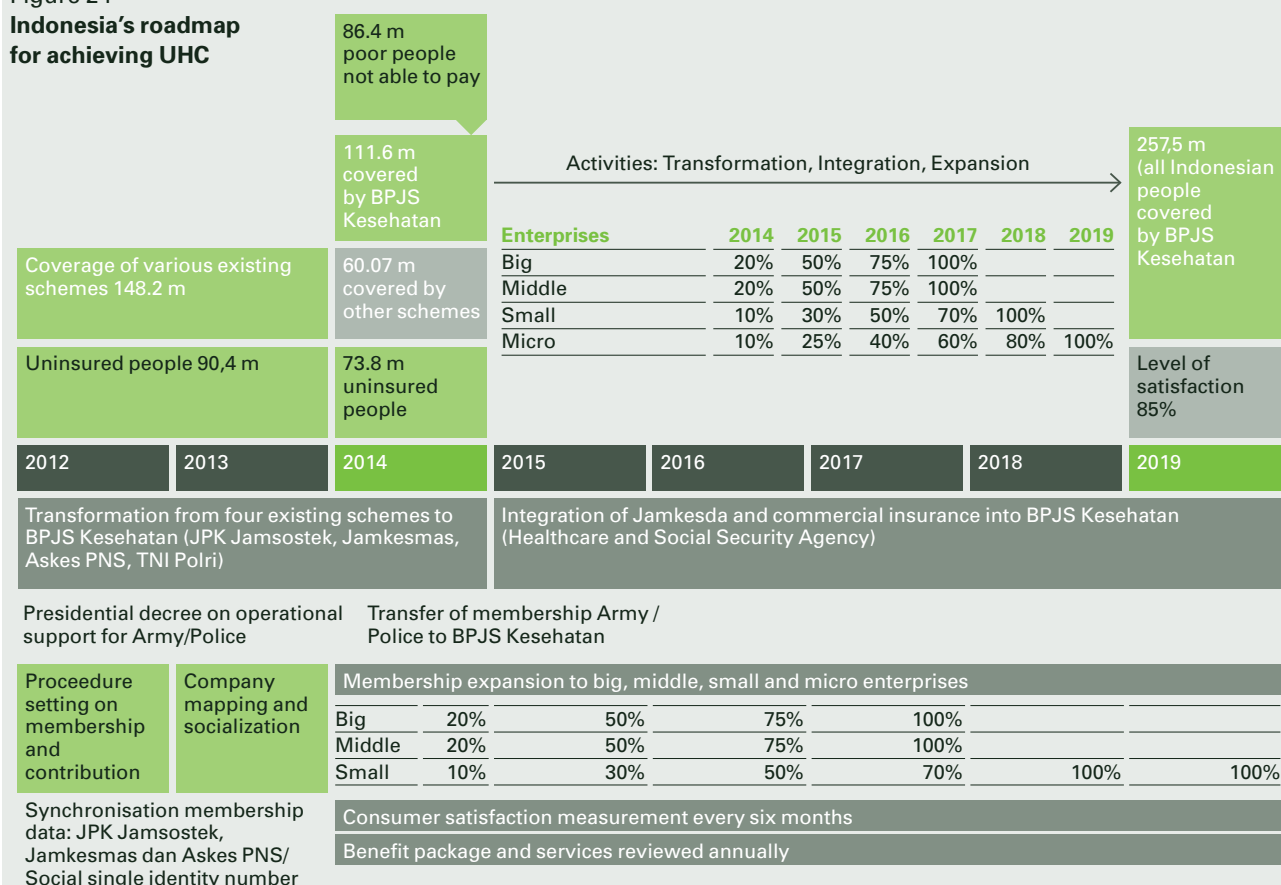 Indonesia's roadmap
for achieving UHC
86.4 m
poor people
not able to pay
111.6 m
covered
by BPJS
Kesehatan
60.07 m
covered by
other schemes
73.8 m
uninsured
people
Coverage of various existing
schemes 148.2 m
Uninsured people 90,4 m
Activities: Transformation, Integration, Expansion
Enterprises 2014 2015 2016 2017 2018 2019
Big 20% 50% 75% 100%
Middle 20% 50% 75% 100%
Small 10% 30% 50% 70% 100%
Micro 10% 25% 40% 60% 80% 100%
257,5 m
(all Indonesian
people
covered
by BPJS
Kesehatan
Level of
satisfaction
85%
2012 2013 2014 2015 2016 2017 2018 2019
Transformation from four existing schemes to
BPJS Kesehatan (JPK Jamsostek, Jamkesmas,
Askes PNS, TNI Polri)
Integration of Jamkesda and commercial insurance into BPJS Kesehatan
(Healthcare and Social Security Agency)
Presidential decree on operational
support for Army/Police
Transfer of membership Army /
Police to BPJS Kesehatan
Proceedure
setting on
membership
and
contribution
Company
mapping and
socialization
Membership expansion to big, middle, small and micro enterprises
Big 20% 50% 75% 100%
Middle 20% 50% 75% 100%
Small 10% 30% 50% 70% 100% 100%
Synchronisation membership
data: JPK Jamsostek,
Jamkesmas dan Askes PNS/
Social single identity number
Consumer satisfaction measurement every six months
Benefit package and services reviewed annually